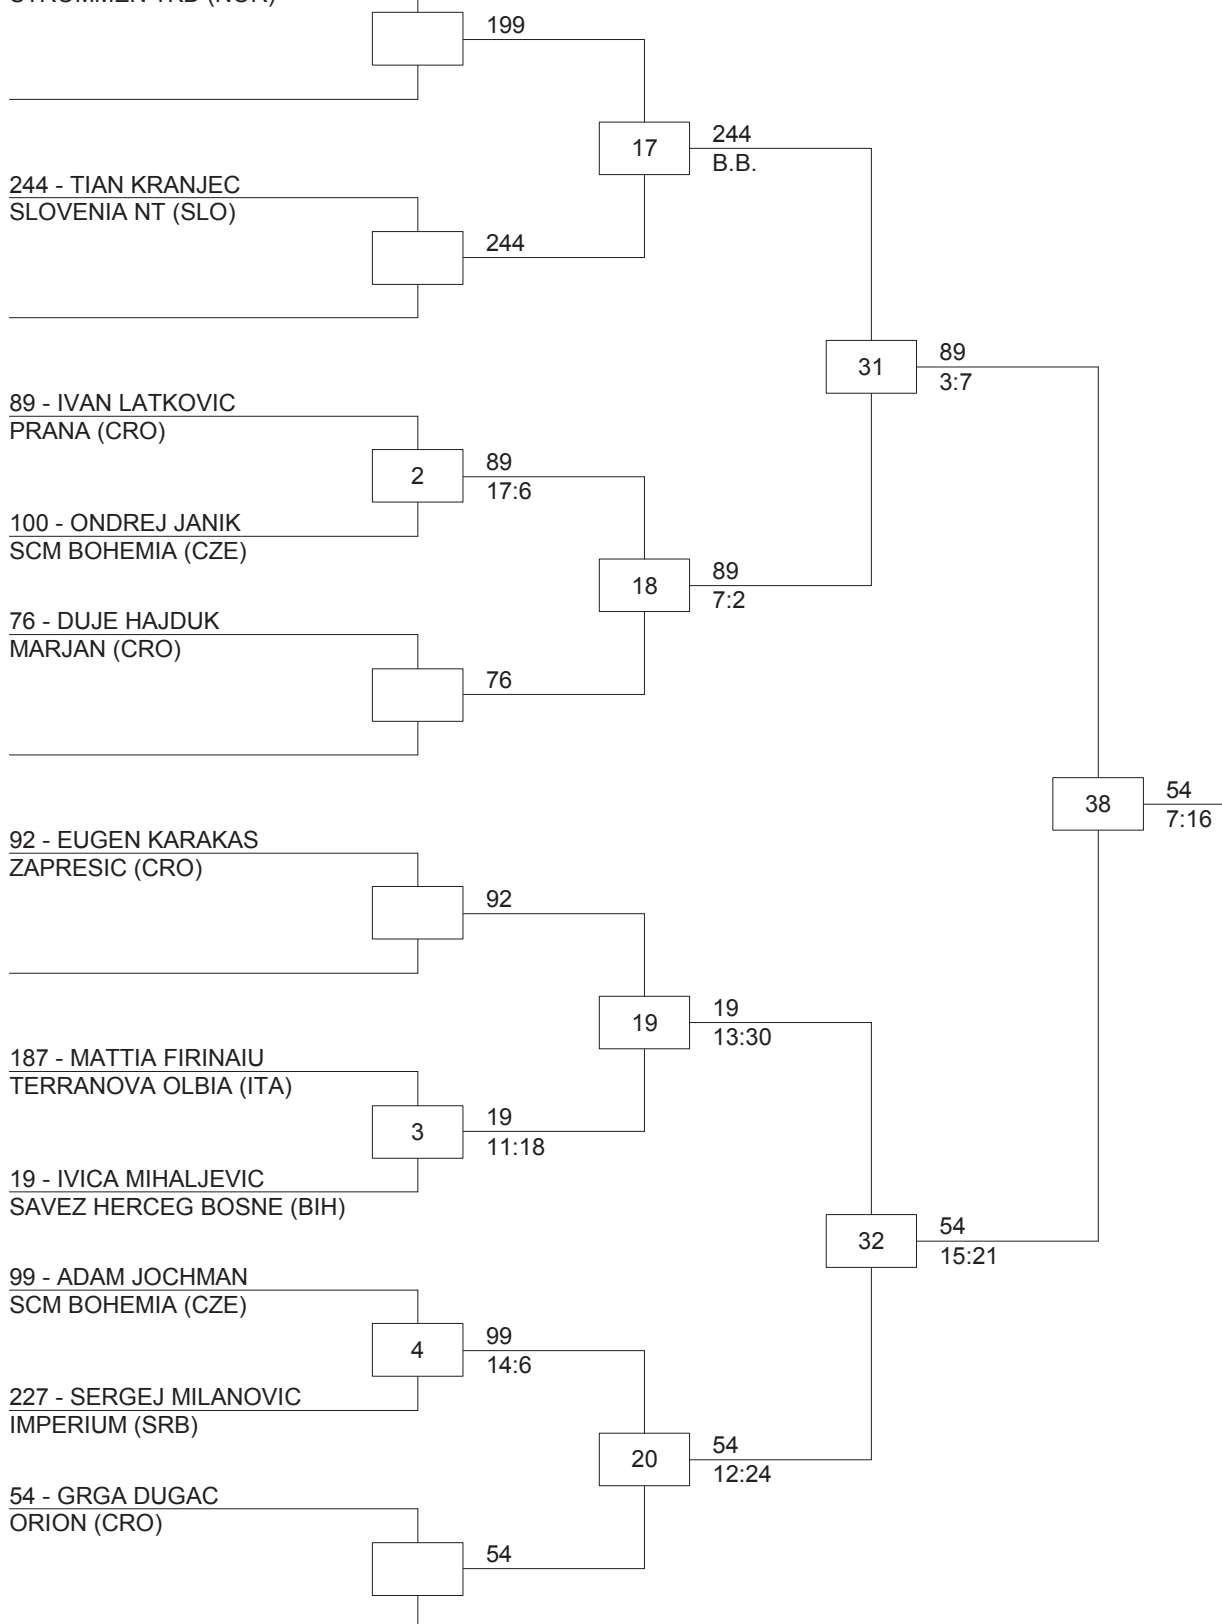 199
17
244
B.B.
244 - TIAN KRANJEC
SLOVENIA NT (SLO)
244
31
89
3:7
89 - IVAN LATKOVIC
PRANA (CRO)
2
89
17:6
100 - ONDREJ JANIK
SCM BOHEMIA (CZE)
18
89
7:2
76 - DUJE HAJDUK
MARJAN (CRO)
76
38
54
7:16
92 - EUGEN KARAKAS
ZAPRESIC (CRO)
92
19
19
13:30
187 - MATTIA FIRINAIU
TERRANOVA OLBIA (ITA)
3
19
11:18
19 - IVICA MIHALJEVIC
SAVEZ HERCEG BOSNE (BIH)
32
54
15:21
99 - ADAM JOCHMAN
SCM BOHEMIA (CZE)
4
99
14:6
227 - SERGEJ MILANOVIC
IMPERIUM (SRB)
20
54
12:24
54 - GRGA DUGAC
ORION (CRO)
54